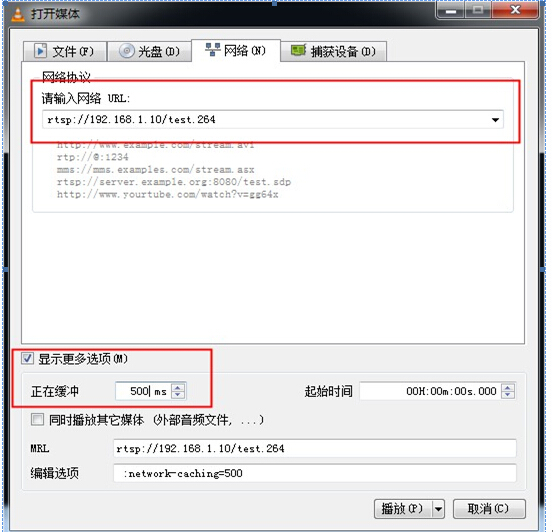 打开媒体
文件(F) 光盘(D) 网络(N) 捕获设备(D)
网络协议
请输入网络 URL:
rtsp://192.168.1.10/test.264
http://www.example.com/stream.avi
rtp://@:1234
mms://mms.examples.com/stream.asx
rtsp://server.example.org:8080/test.sdp
http://www.yourtube.com/watch?v=gg64x
显示更多选项(M)
正在缓冲 500 ms 起始时间 00H:00m:00s.000
同时播放其它媒体 (外部音频文件, ...)
MRL rtsp://192.168.1.10/test.264
编辑选项 :network-caching=500
播放(P) 取消(C)